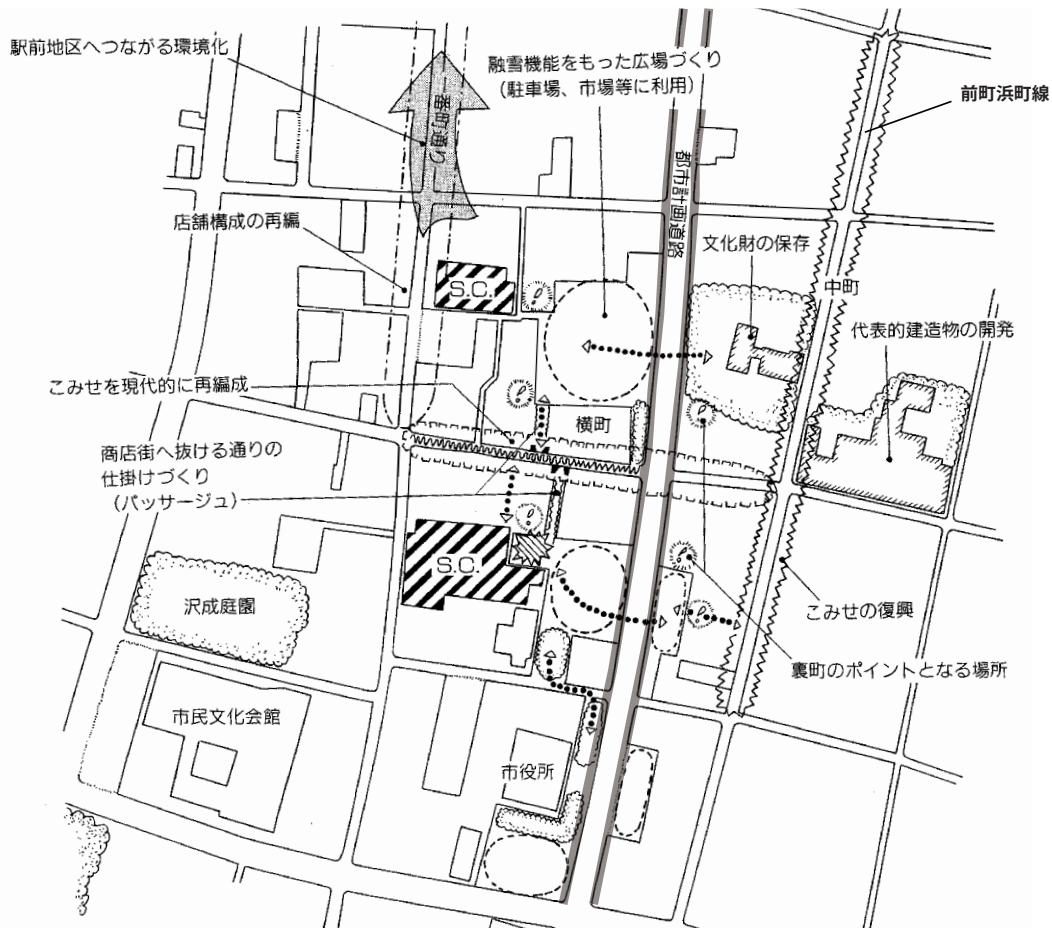 駅前地区へつながる環境化
融雪機能をもった広場づくり
（駐車場、市場等に利用）
前町浜町線
一番町通り
都市計画道路
店舗構成の再編
文化財の保存
S.C.
中町
代表的建造物の開発
こみせを現代的に再編成
横町
商店街へ抜ける通りの
仕掛けづくり
（パッサージュ）
S.C.
沢成庭園
こみせの復興
裏町のポイントとなる場所
市民文化会館
市役所